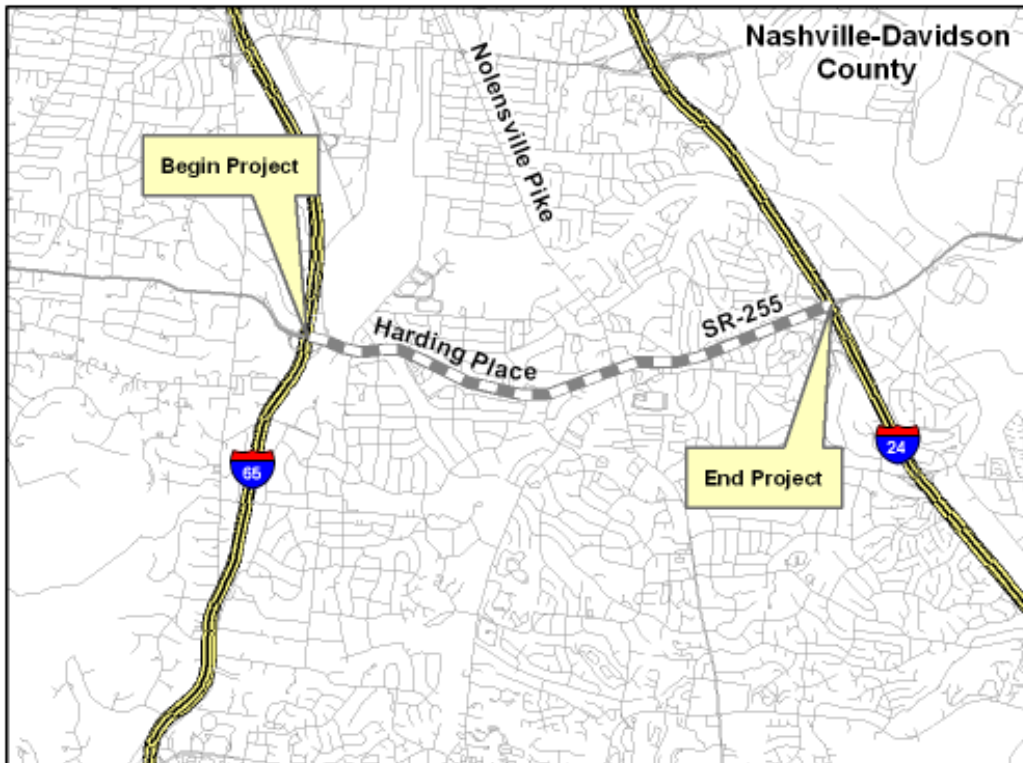 Nashville-Davidson
County
Nolensville Pike
Begin Project
SR-255
Harding Place
24
65
End Project